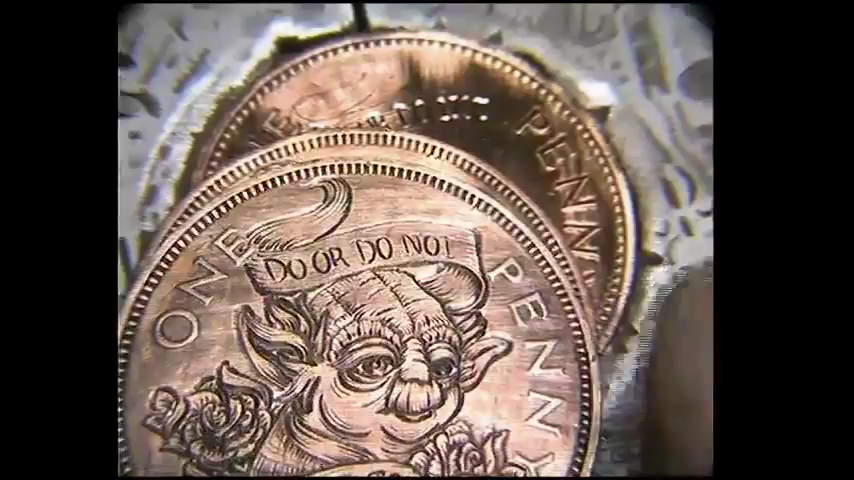 PENN
DO OR DO NOT
ONE
PENNY